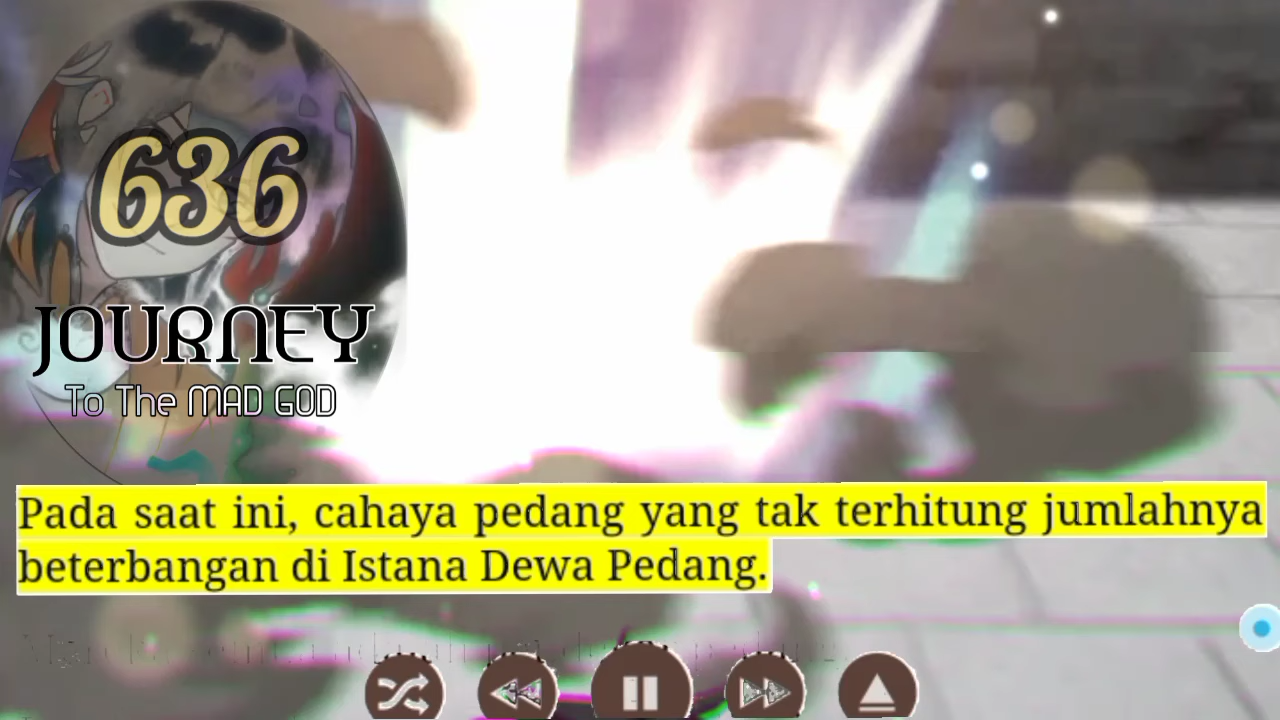 636
JOURNEY
To The MAD GOD
Pada saat ini, cahaya pedang yang tak terhitung jumlahnya
beterbangan di Istana Dewa Pedang.